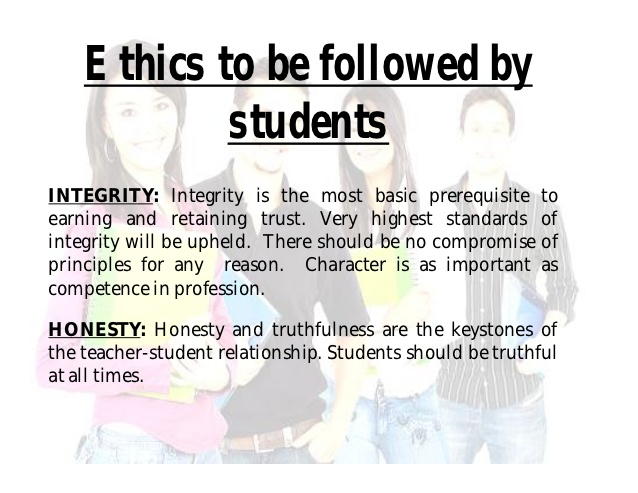 Ethics to be followed by
students
INTEGRITY: Integrity is the most basic prerequisite to
earning and retaining trust. Very highest standards of
integrity will be upheld. There should be no compromise of
principles for any reason. Character is as important as
competence in profession.
HONESTY: Honesty and truthfulness are the keystones of
the teacher-student relationship. Students should be truthful
at all times.